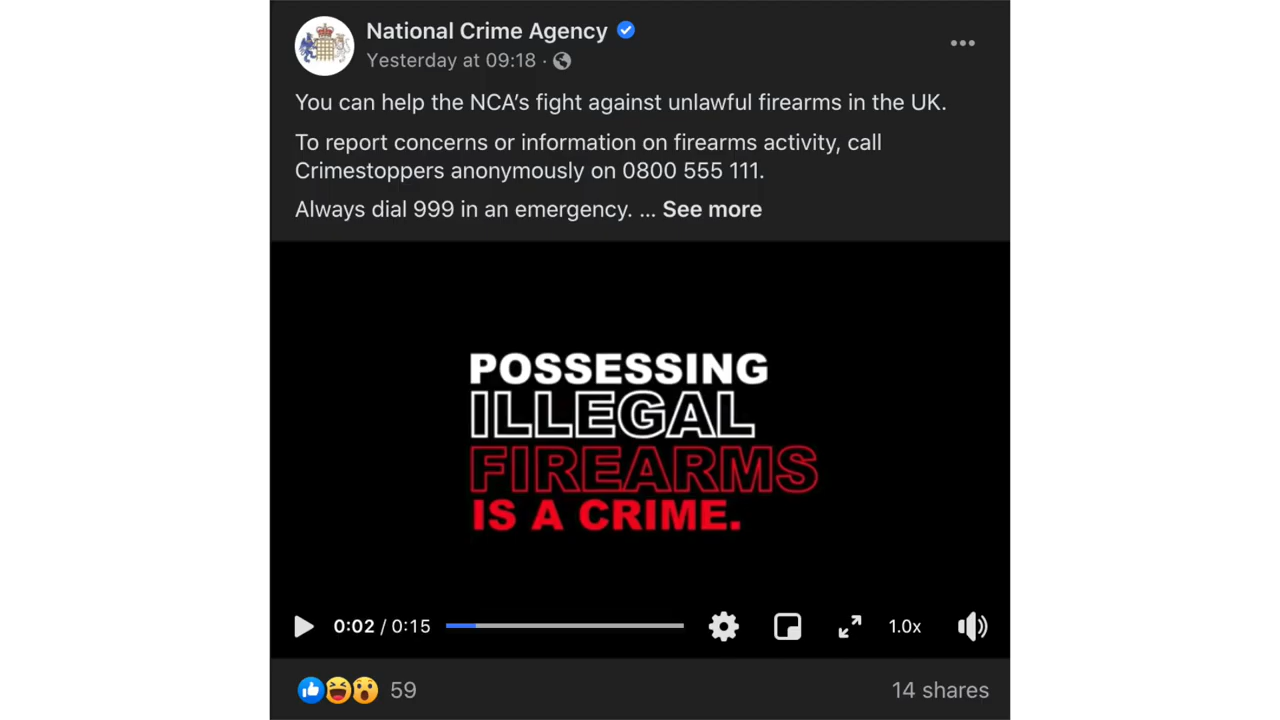 National Crime Agency
Yesterday at 09:18 ·
You can help the NCA’s fight against unlawful firearms in the UK.
To report concerns or information on firearms activity, call
Crimestoppers anonymously on 0800 555 111.
Always dial 999 in an emergency. ... See more
POSSESSING
ILLEGAL
FIREARMS
IS A CRIME.
0:02 / 0:15 1.0x
59 14 shares